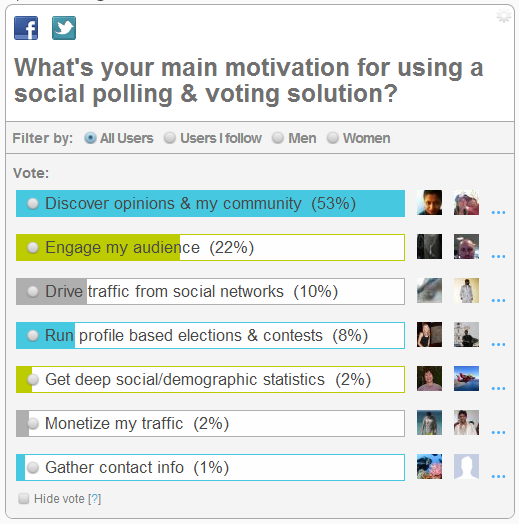 What's your main motivation for using a
social polling & voting solution?
Filter by: All Users Users I follow Men Women
Vote:
Discover opinions & my community (53%)
...
Engage my audience (22%)
...
Drive traffic from social networks (10%)
...
Run profile based elections & contests (8%)
...
Get deep social/demographic statistics (2%)
...
Monetize my traffic (2%)
...
Gather contact info (1%)
...
Hide vote [?]